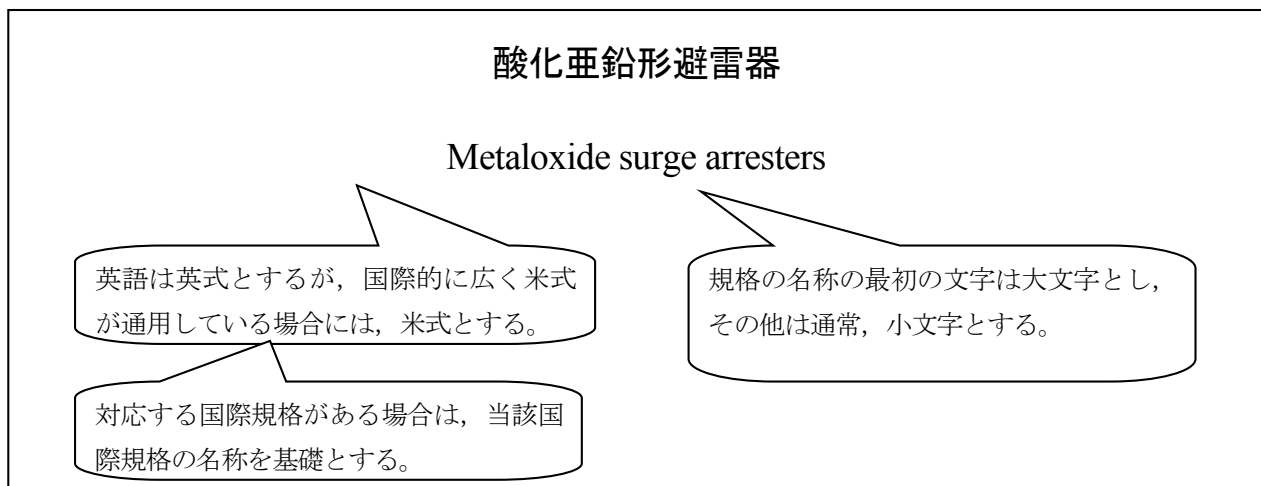 酸化亜鉛形避雷器
Metaloxide surge arresters
英語は英式とするが，国際的に広く米式
が通用している場合には，米式とする。
規格の名称の最初の文字は大文字とし，
その他は通常，小文字とする。
対応する国際規格がある場合は，当該国
際規格の名称を基礎とする。